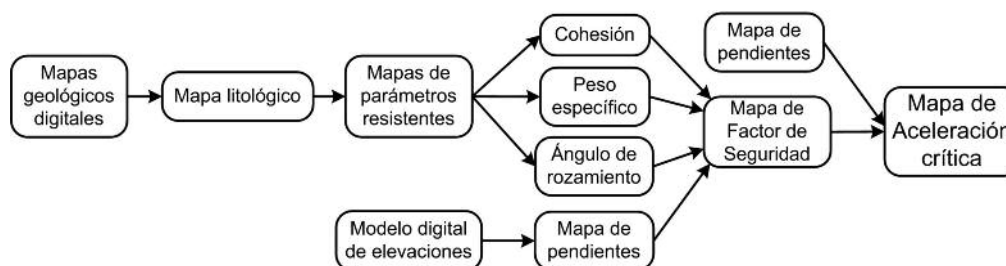 Mapas
geológicos
digitales
Mapa litológico
Mapas de
parámetros
resistentes
Cohesión
Peso
específico
Ángulo de
rozamiento
Modelo digital
de elevaciones
Mapa de
pendientes
Mapa de
Factor de
Seguridad
Mapa de
pendientes
Mapa de
Aceleración
crítica